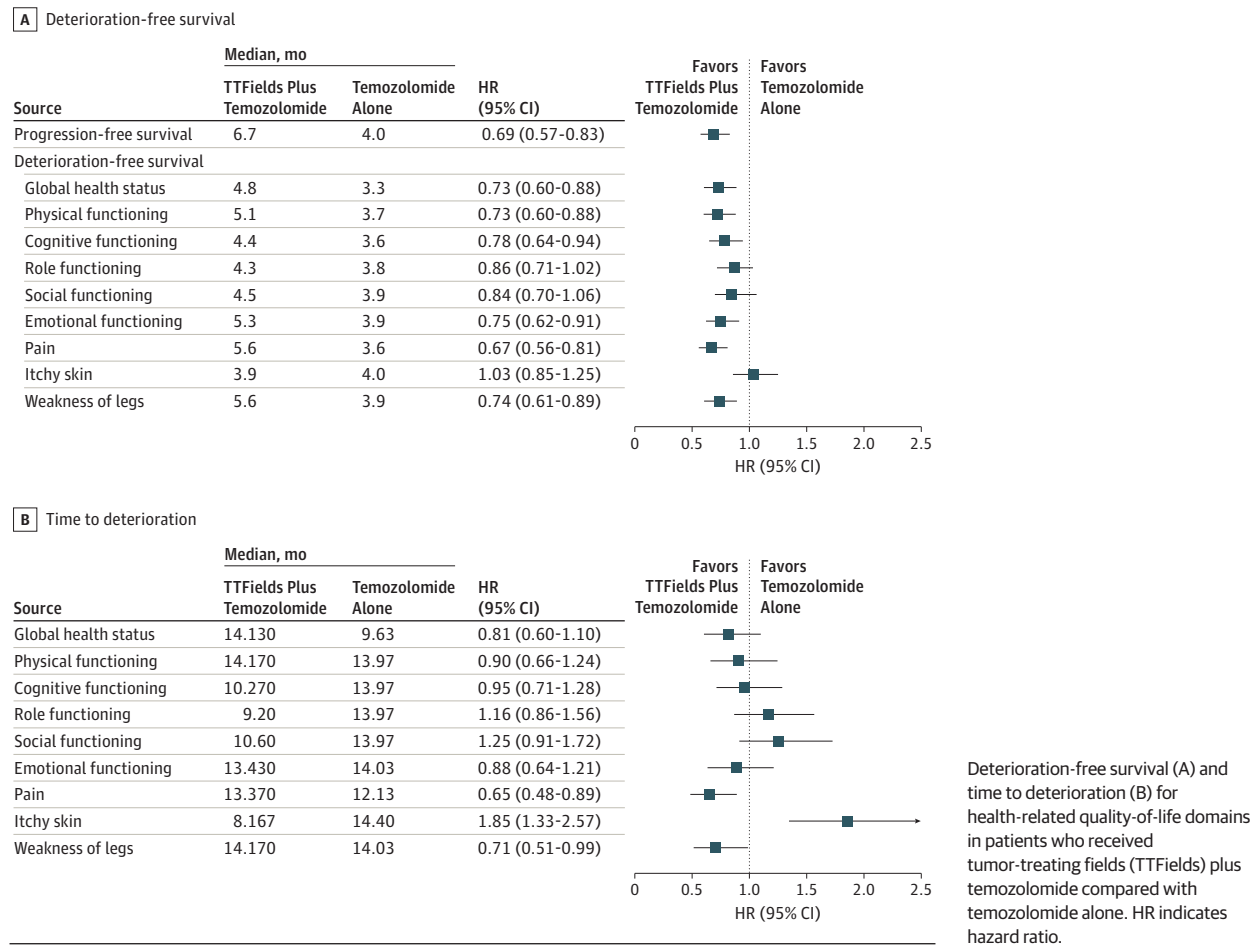 A Deterioration-free survival
Median, mo
Favors TTFields Plus Temozolomide
Favors Temozolomide Alone
Source TTFields Plus Temozolomide Temozolomide Alone HR (95% CI)
Progression-free survival 6.7 4.0 0.69 (0.57-0.83)
Deterioration-free survival
Global health status 4.8 3.3 0.73 (0.60-0.88)
Physical functioning 5.1 3.7 0.73 (0.60-0.88)
Cognitive functioning 4.4 3.6 0.78 (0.64-0.94)
Role functioning 4.3 3.8 0.86 (0.71-1.02)
Social functioning 4.5 3.9 0.84 (0.70-1.06)
Emotional functioning 5.3 3.9 0.75 (0.62-0.91)
Pain 5.6 3.6 0.67 (0.56-0.81)
Itchy skin 3.9 4.0 1.03 (0.85-1.25)
Weakness of legs 5.6 3.9 0.74 (0.61-0.89)
0 0.5 1.0 1.5 2.0 2.5
HR (95% CI)
B Time to deterioration
Median, mo
Favors TTFields Plus Temozolomide
Favors Temozolomide Alone
Source TTFields Plus Temozolomide Temozolomide Alone HR (95% CI)
Global health status 14.130 9.63 0.81 (0.60-1.10)
Physical functioning 14.170 13.97 0.90 (0.66-1.24)
Cognitive functioning 10.270 13.97 0.95 (0.71-1.28)
Role functioning 9.20 13.97 1.16 (0.86-1.56)
Social functioning 10.60 13.97 1.25 (0.91-1.72)
Emotional functioning 13.430 14.03 0.88 (0.64-1.21)
Pain 13.370 12.13 0.65 (0.48-0.89)
Itchy skin 8.167 14.40 1.85 (1.33-2.57)
Weakness of legs 14.170 14.03 0.71 (0.51-0.99)
0 0.5 1.0 1.5 2.0 2.5
HR (95% CI)
Deterioration-free survival (A) and
time to deterioration (B) for
health-related quality-of-life domains
in patients who received
tumor-treating fields (TTFields) plus
temozolomide compared with
temozolomide alone. HR indicates
hazard ratio.